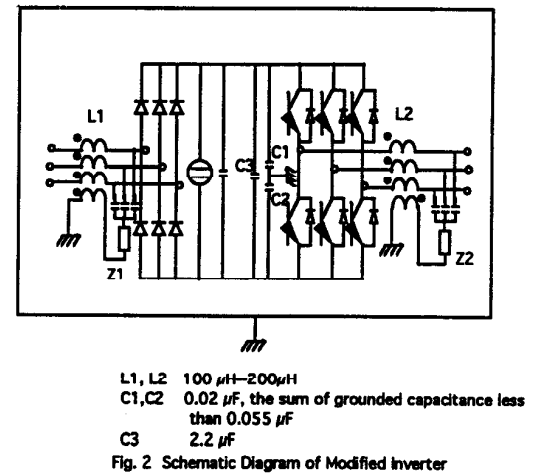 L1
L2
C3
C1
C2
Z1
Z2
L1, L2 100 μH—200μH
C1,C2 0.02 μF, the sum of grounded capacitance less
than 0.055 μF
C3 2.2 μF
Fig. 2 Schematic Diagram of Modified Inverter